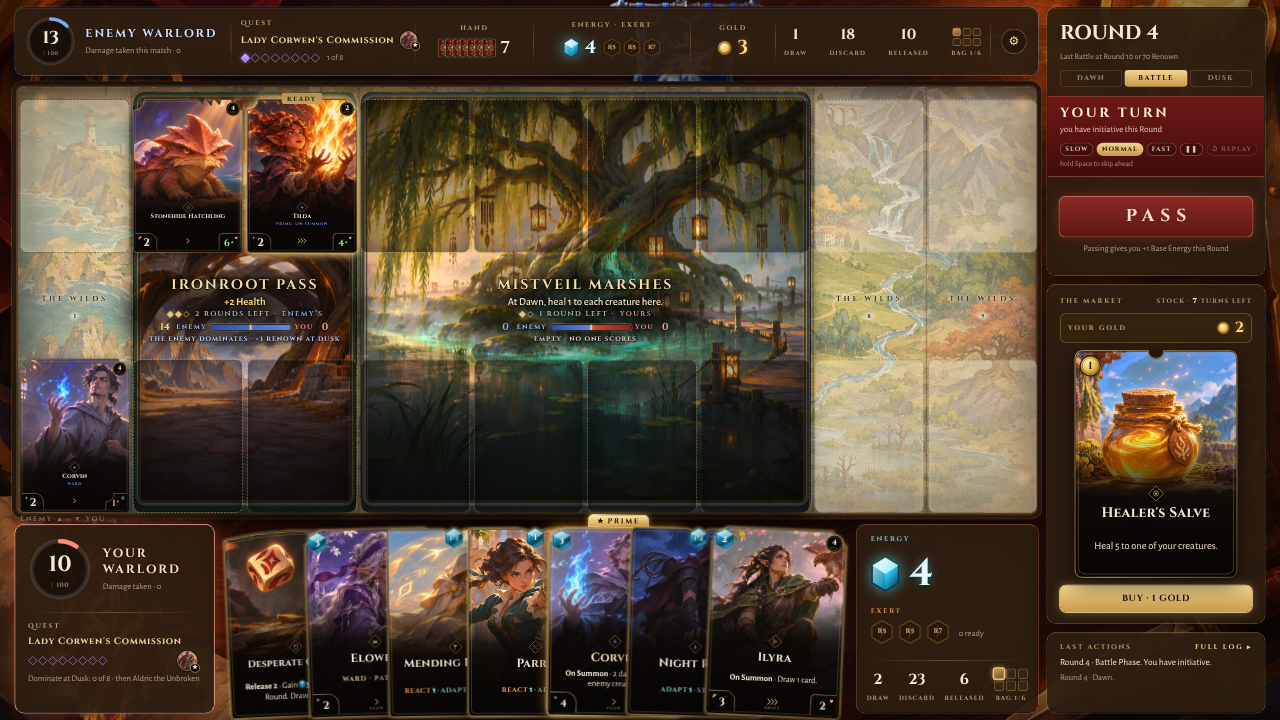 13
/ 100
ENEMY WARLORD
Damage taken this match · 0
QUEST
LADY CORWEN'S COMMISSION
1 of 8
HAND
7
ENERGY · EXERT
4
R5
R5
R7
GOLD
3
1
DRAW
18
DISCARD
10
RELEASED
BAG 1/6
ROUND 4
Last Battle at Round 10 or 70 Renown
DAWN
BATTLE
DUSK
YOUR TURN
you have initiative this Round
SLOW
NORMAL
FAST
REPLAY
hold Space to skip ahead
PASS
Passing gives you +1 Base Energy this Round
THE MARKET
STOCK · 7 TURNS LEFT
YOUR GOLD
2
1
HEALER'S SALVE
Heal 5 to one of your creatures.
BUY · 1 GOLD
LAST ACTIONS
FULL LOG
Round 4 · Battle Phase. You have initiative.
Round 4 · Dawn.
THE WILDS
1
4
STONEHIDE HATCHLING
2
6
READY
2
TILDA
PRIME: ON SUMMON
2
4
IRONROOT PASS
+2 Health
2 ROUNDS LEFT · ENEMY'S
14 ENEMY
YOU 0
THE ENEMY DOMINATES · +3 RENOWN AT DUSK
MISTVEIL MARSHES
At Dawn, heal 1 to each creature here.
1 ROUND LEFT · YOURS
0 ENEMY
YOU 0
EMPTY · NO ONE SCORES
THE WILDS
8
THE WILDS
9
4
CORVIN
WARD
2
1
ENEMY ▲ · ▼ YOU
10
/ 100
YOUR WARLORD
Damage taken · 0
QUEST
LADY CORWEN'S COMMISSION
Dominate at Dusk: 0 of 8 · then Aldric the Unbroken
DESPERATE
Release 2 · Gain
Round. Draw
3
ELOWE
WARD · PAT
2
MENDING
REACT 1 · ADAPT
1
PARR
REACT 1 · A
3
CORV
On Summon · 2 da
enemy crea
4
NIGHT
ADAPT
★ PRIME
2
4
ILYRA
On Summon · Draw 1 card.
3
2
ENERGY
4
EXERT
R5
R5
R7
0 ready
2
DRAW
23
DISCARD
6
RELEASED
BAG 1/6